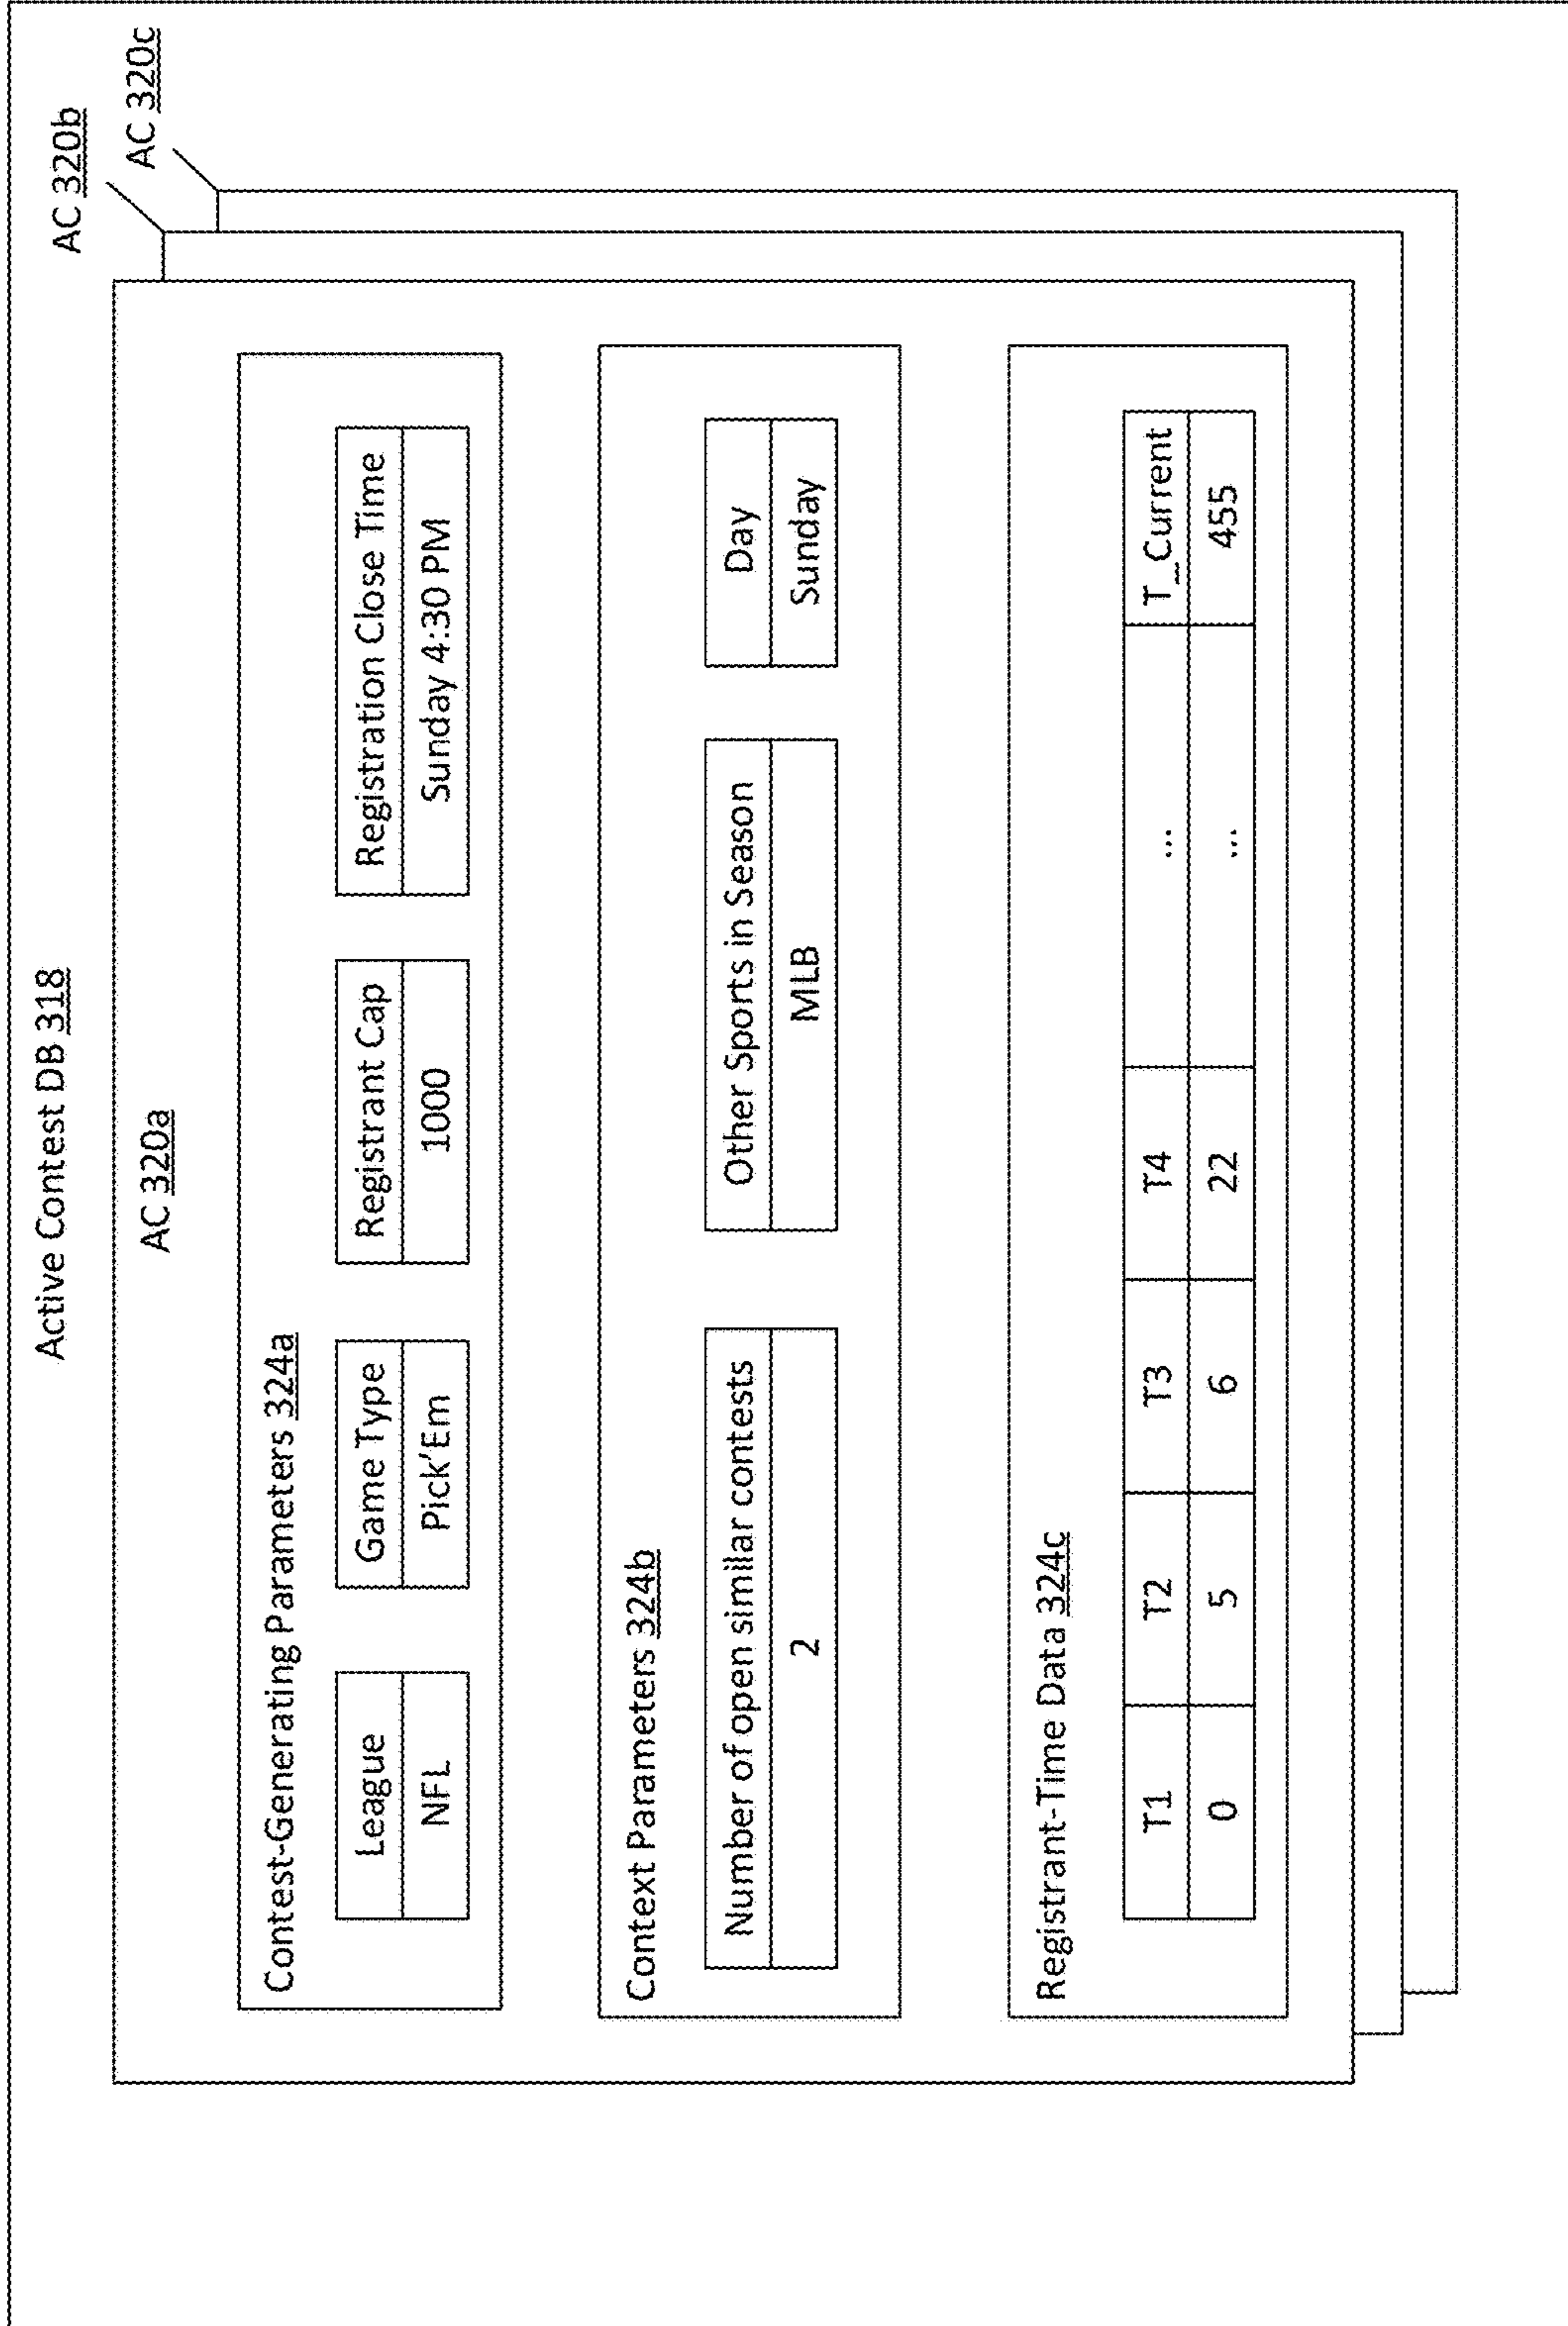 Active Contest DB 318
AC 320a
AC 320b
AC 320c
Contest-Generating Parameters 324a
League
NFL
Game Type
Pick'Em
Registrant Cap
1000
Registration Close Time
Sunday 4:30 PM
Context Parameters 324b
Number of open similar contests
2
Other Sports in Season
MLB
Day
Sunday
Registrant-Time Data 324c
T1 T2 T3 T4 ... T_Current
0 5 6 22 ... 455